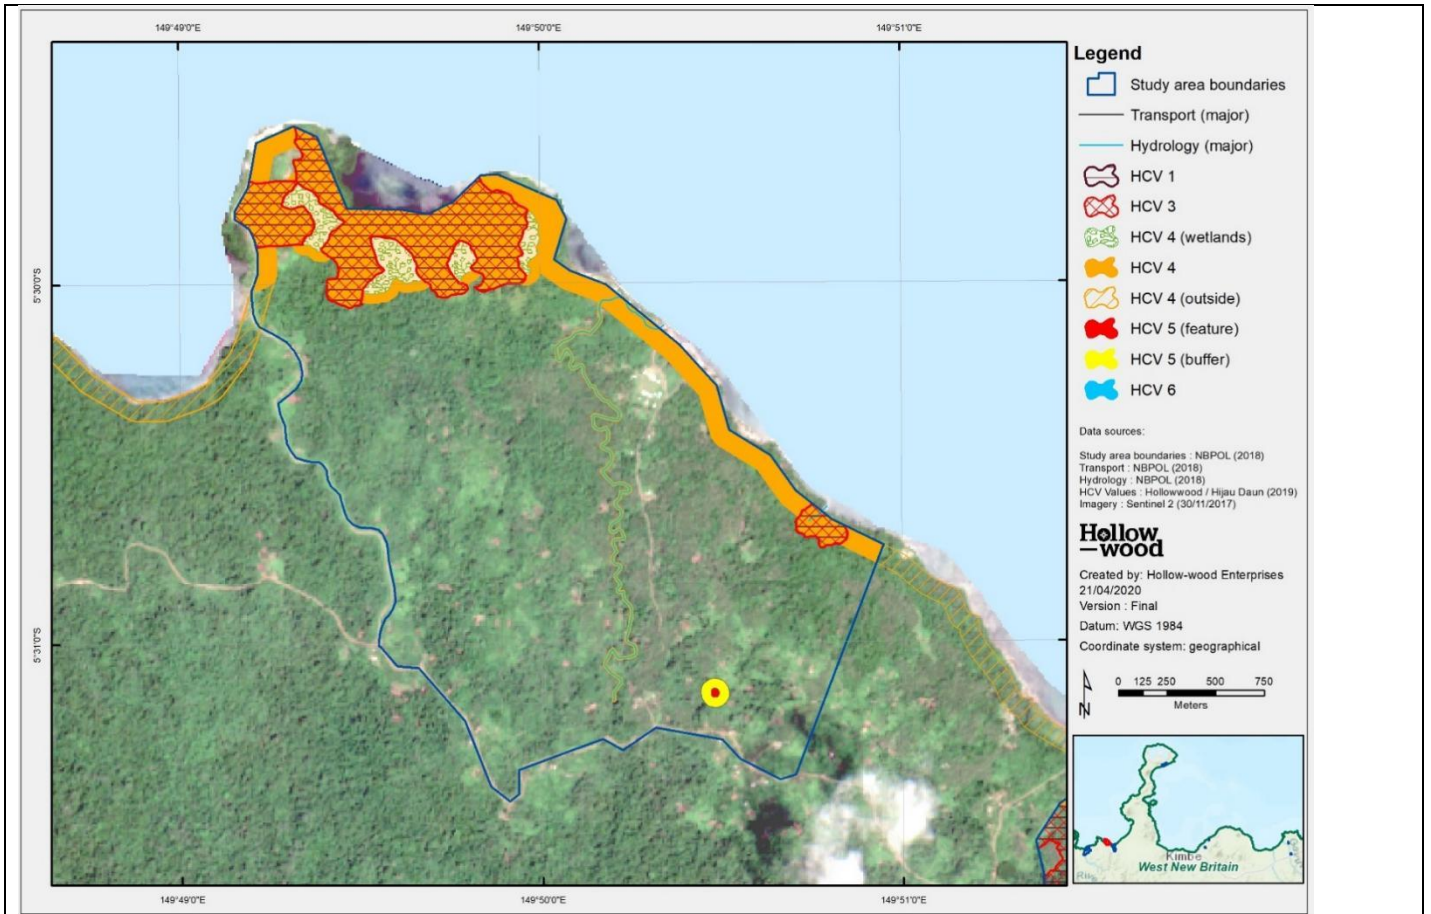 149°49'0"E
149°50'0"E
149°51'0"E
5°30'0"S
5°31'0"S
149°49'0"E
149°50'0"E
149°51'0"E
Legend
Study area boundaries
Transport (major)
Hydrology (major)
HCV 1
HCV 3
HCV 4 (wetlands)
HCV 4
HCV 4 (outside)
HCV 5 (feature)
HCV 5 (buffer)
HCV 6
Data sources:
Study area boundaries : NBPOL (2018)
Transport : NBPOL (2018)
Hydrology : NBPOL (2018)
HCV Values : Hollowwood / Hijau Daun (2019)
Imagery : Sentinel 2 (30/11/2017)
Hollow
—wood
Created by: Hollow-wood Enterprises
21/04/2020
Version : Final
Datum: WGS 1984
Coordinate system: geographical
N
0 125 250 500 750
Meters
Kimbe
West New Britain